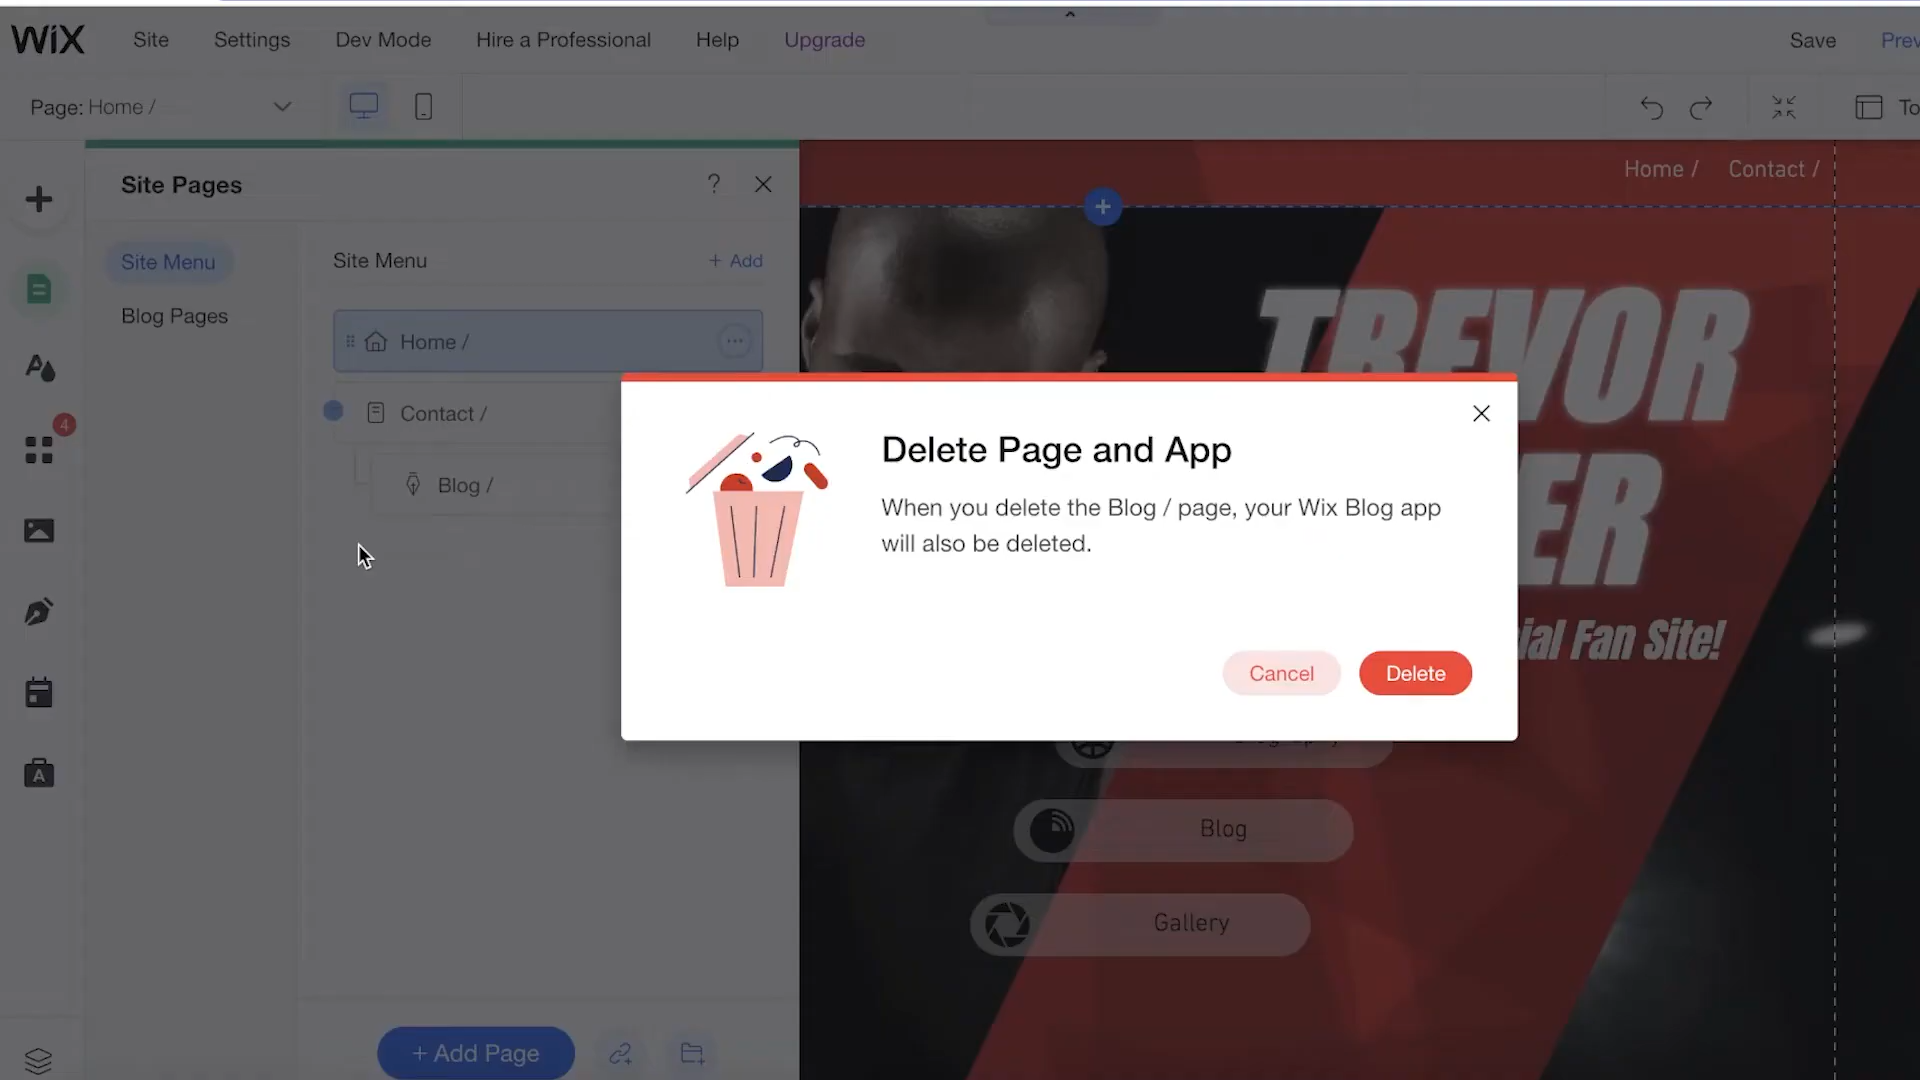 WiX
Site
Settings
Dev Mode
Hire a Professional
Help
Upgrade
Save
Page: Home /
Site Pages
?
Home /
Contact /
Site Menu
Blog Pages
Site Menu
+ Add
Home /
Contact /
Blog /
4
TREVOR
ER
ial Fan Site!
Delete Page and App
When you delete the Blog / page, your Wix Blog app
will also be deleted.
Cancel
Delete
Blog
Gallery
+ Add Page